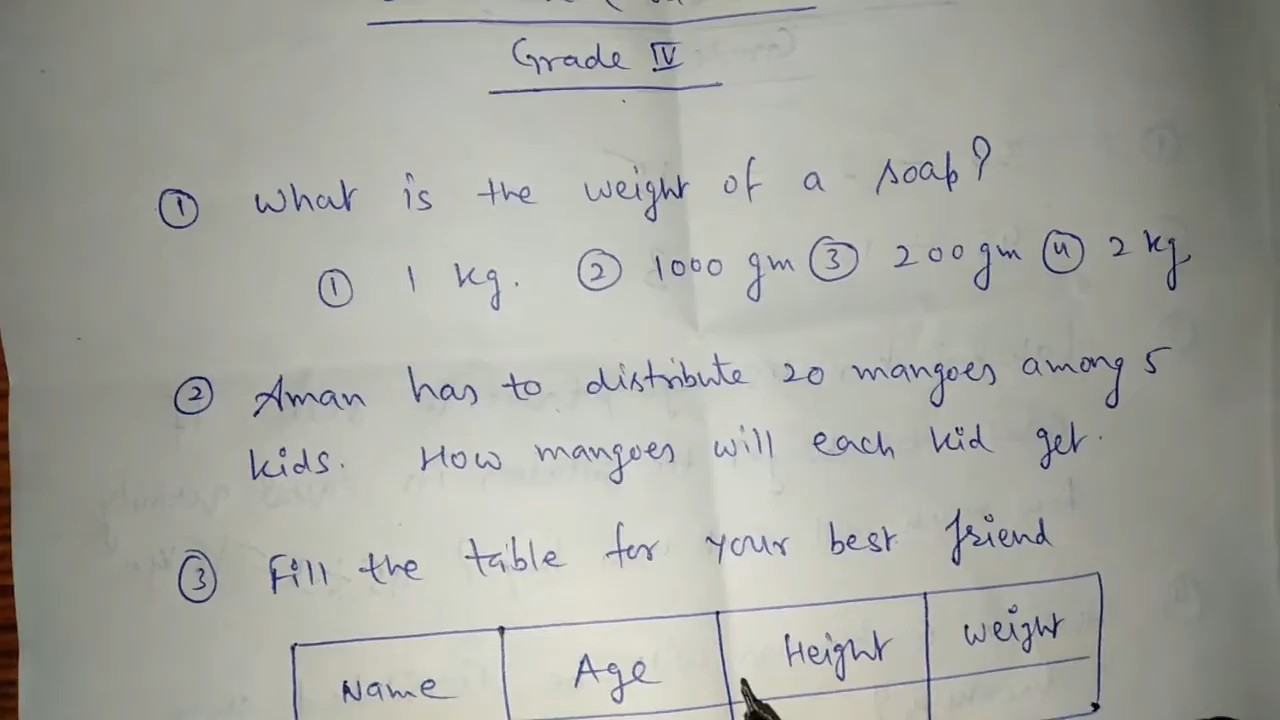 Grade IV
① What is the weight of a soap?
① 1 kg. ② 1000 gm ③ 200 gm ④ 2 kg
② Aman has to distribute 20 mangoes among 5
kids. How mangoes will each kid get.
③ Fill the table for your best friend
Name Age Height Weight